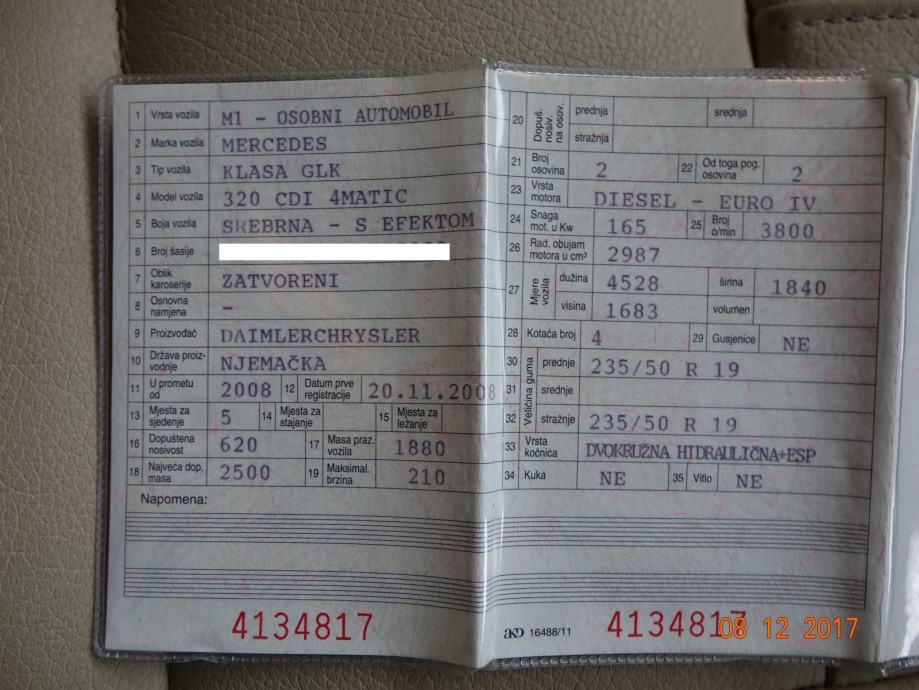 1 Vrsta vozila M1 - OSOBNI AUTOMOBIL
2 Marka vozila MERCEDES
3 Tip vozila KLASA GLK
4 Model vozila 320 CDI 4MATIC
5 Boja vozila SREBRNA - S EFEKTOM
6 Broj šasije
7 Oblik karoserije ZATVORENI
8 Osnovna namjena -
9 Proizvođač DAIMLERCHRYSLER
10 Država proiz-vodnje NJEMAČKA
11 U prometu od 2008 12 Datum prve registracije 20.11.2008
13 Mjesta za sjedenje 5 14 Mjesta za stajanje 15 Mjesta za ležanje
16 Dopuštena nosivost 620 17 Masa praz. vozila 1880
18 Najveća dop. masa 2500 19 Maksimal. brzina 210
Napomena:
4134817
20 Dopuš. nosiv. na osov. prednja srednja
stražnja
21 Broj osovina 2 22 Od toga pog. osovina 2
23 Vrsta motora DIESEL - EURO IV
24 Snaga mot. u Kw 165 25 Broj o/min 3800
26 Rad. obujam motora u cm³ 2987
27 Mjere vozila dužina 4528 širina 1840
visina 1683 volumen
28 Kotača broj 4 29 Gusjenice NE
30 Veličina guma prednje 235/50 R 19
31 srednje
32 stražnje 235/50 R 19
33 Vrsta kočnica DVOKRUŽNA HIDRAULIČNA+ESP
34 Kuka NE 35 Vitlo NE
AKD 16488/11 4134817
08 12 2017